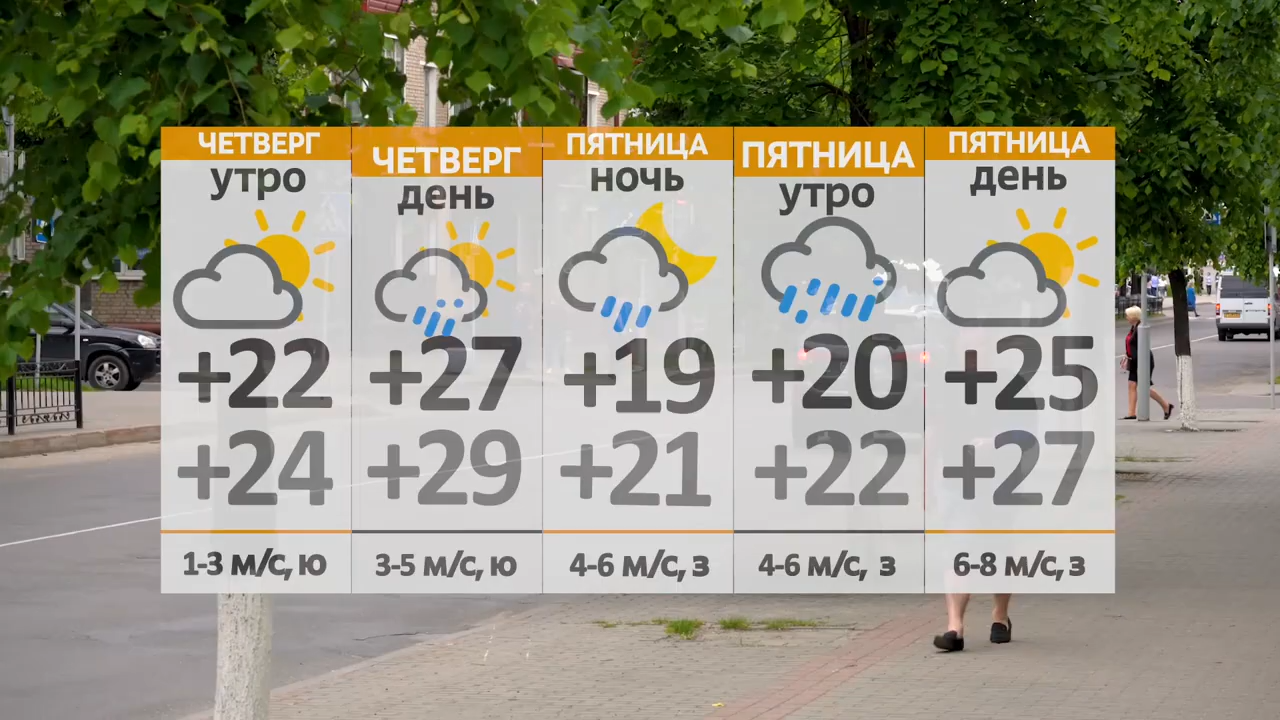 ЧЕТВЕРГ
утро
+22
+24
1-3 м/с, ю
ЧЕТВЕРГ
день
+27
+29
3-5 м/с, ю
ПЯТНИЦА
ночь
+19
+21
4-6 м/с, з
ПЯТНИЦА
утро
+20
+22
4-6 м/с, з
ПЯТНИЦА
день
+25
+27
6-8 м/с, з